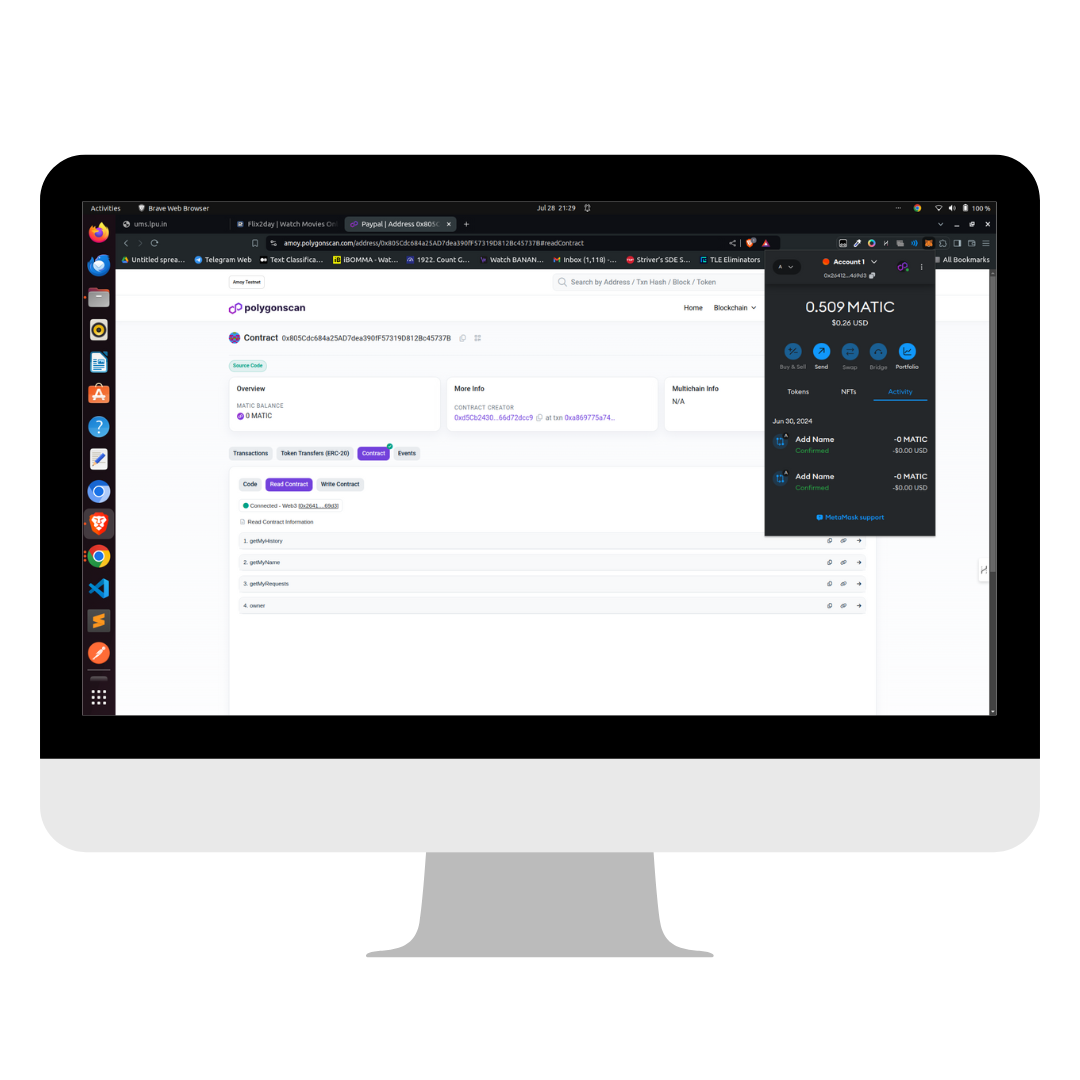 Activities Brave Web Browser Jul 28 21:29 100 %
ums.lpu.in Flix2day | Watch Movies Onl Paypal | Address 0x805C × +
amoy.polygonscan.com/address/0x805Cdc684a25AD7dea390fF57319D812Bc45737B#readContract
Untitled sprea... Telegram Web Text Classifica... iBOMMA - Wat... 1922. Count G... Watch BANAN... Inbox (1,118) -... Striver's SDE S... TLE Eliminators All Bookmarks
Amoy Testnet Search by Address / Txn Hash / Block / Token
polygonscan Home Blockchain
Contract 0x805Cdc684a25AD7dea390fF57319D812Bc45737B
Source Code
Overview
MATIC BALANCE
0 MATIC
More Info
CONTRACT CREATOR
0xd5Cb2430...66d72dcc9 at txn 0xa869775a74...
Multichain Info
N/A
Transactions Token Transfers (ERC-20) Contract Events
Code Read Contract Write Contract
Connected - Web3 [0x2641....69d3]
Read Contract Information
1. getMyHistory
2. getMyName
3. getMyRequests
4. owner
A Account 1
0x26412...469d3
0.509 MATIC
$0.26 USD
Buy & Sell Send Swap Bridge Portfolio
Tokens NFTs Activity
Jun 30, 2024
A Add Name -0 MATIC
Confirmed -$0.00 USD
A Add Name -0 MATIC
Confirmed -$0.00 USD
MetaMask support